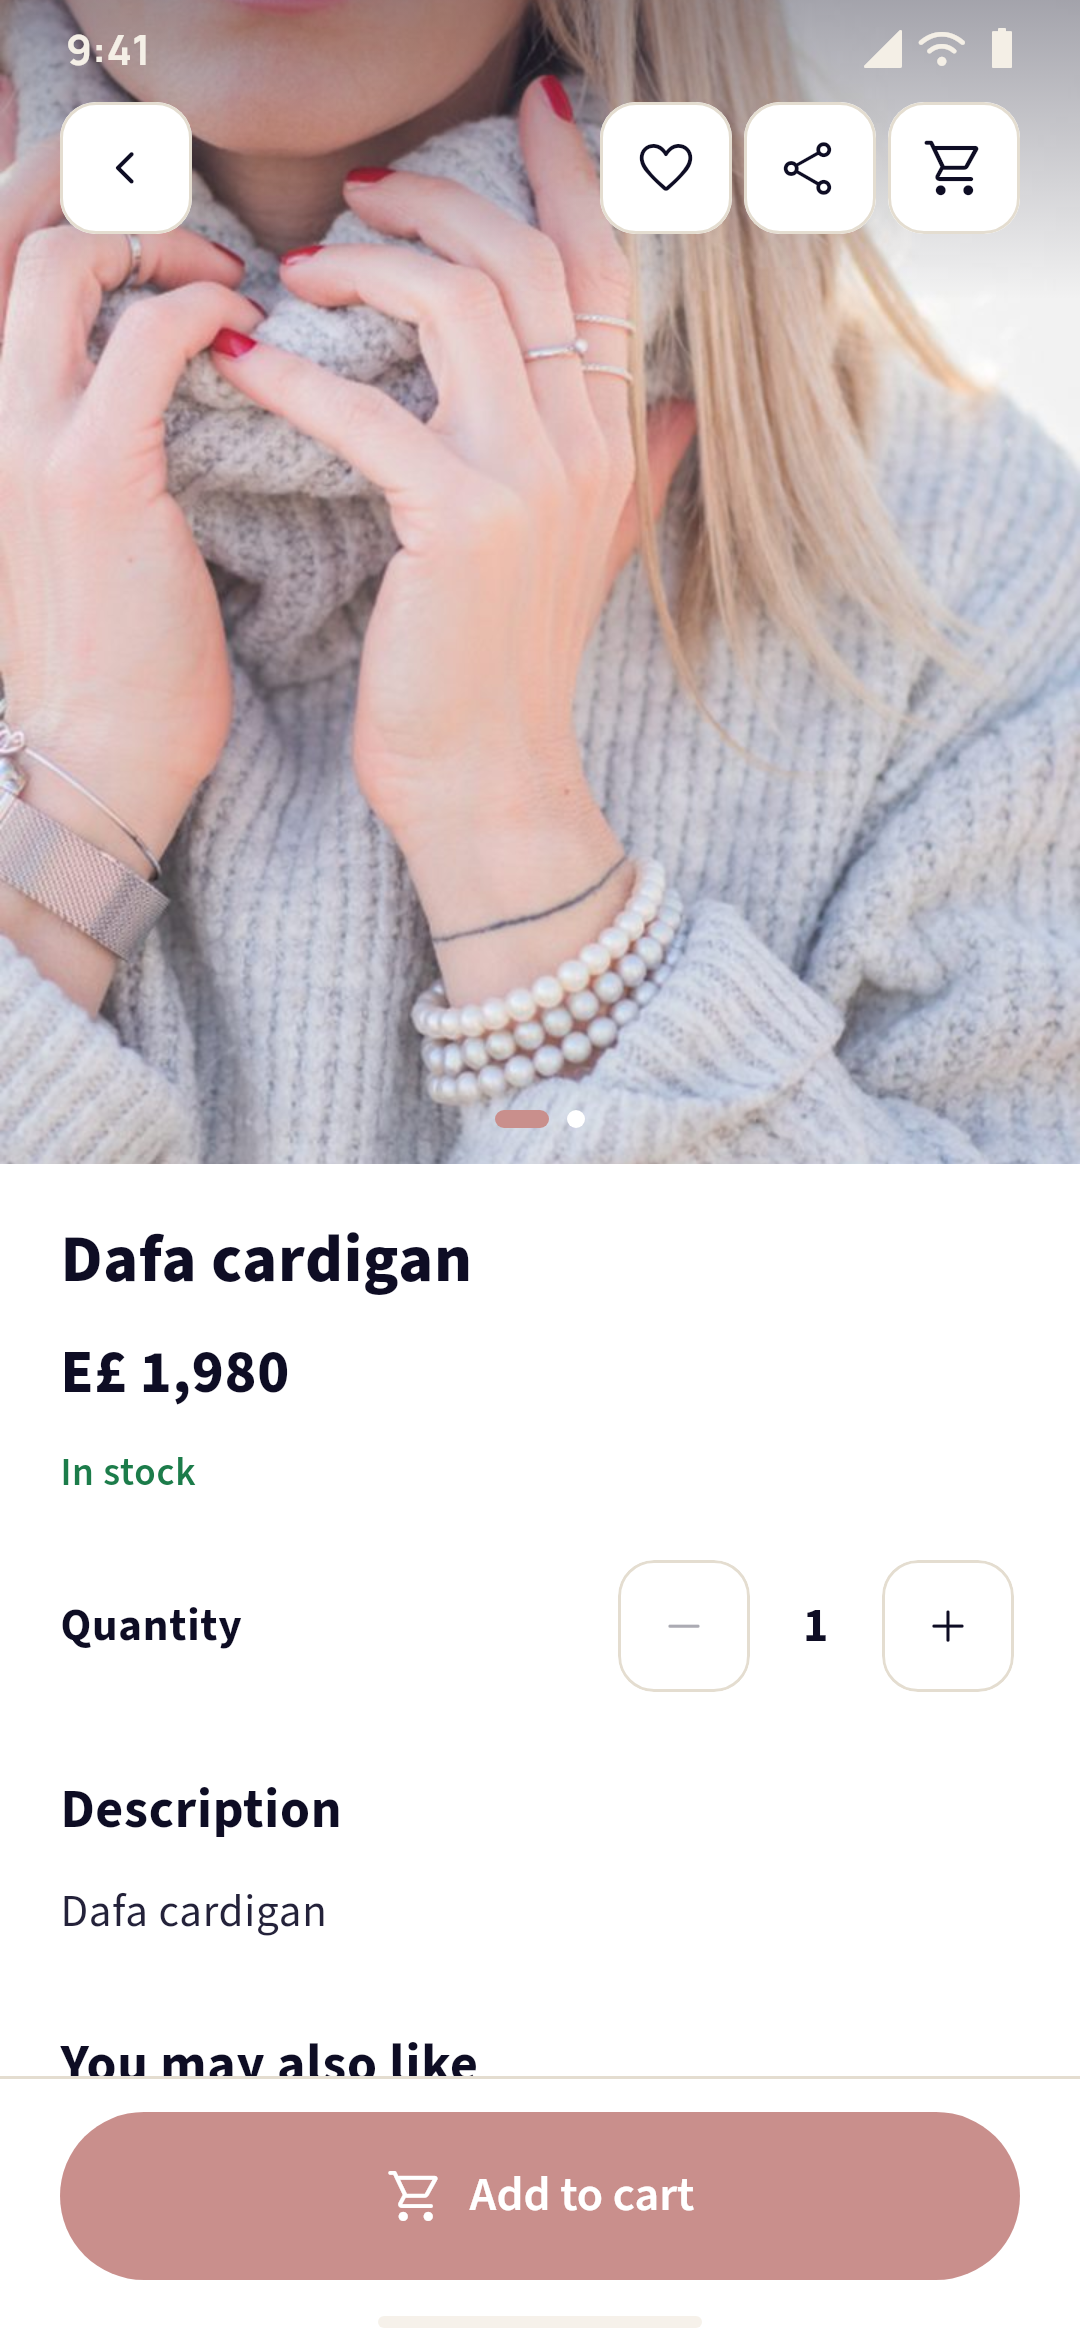 9:41
Dafa cardigan
E£ 1,980
In stock
Quantity
1
Description
Dafa cardigan
You may also like
Add to cart